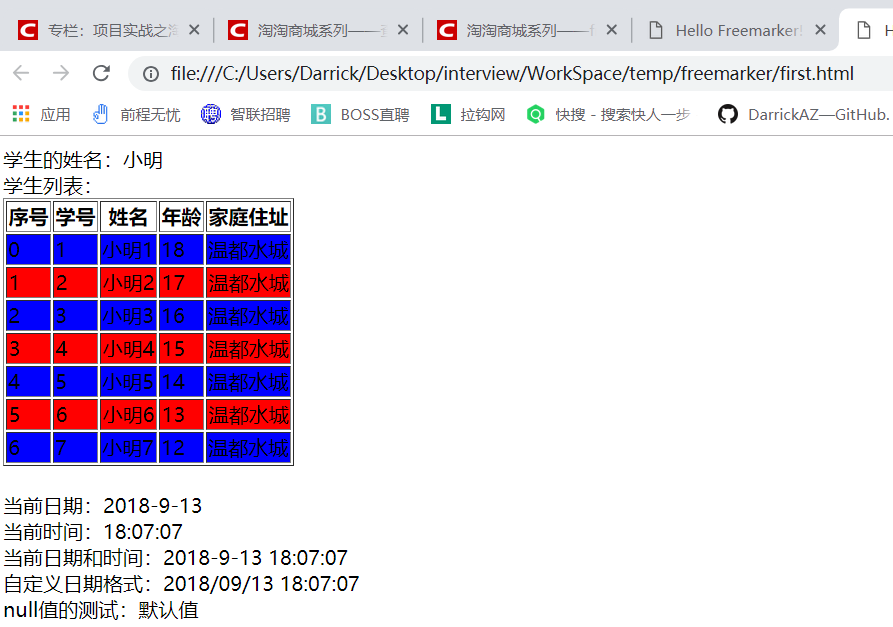 专栏：项目实战之淘
淘淘商城系列——
淘淘商城系列——f
Hello Freemarker!
H
file:///C:/Users/Darrick/Desktop/interview/WorkSpace/temp/freemarker/first.html
应用 前程无忧 智联招聘 BOSS直聘 拉钩网 快搜 - 搜索快人一步 DarrickAZ—GitHub.
学生的姓名：小明
学生列表：
序号 学号 姓名 年龄 家庭住址
0 1 小明1 18 温都水城
1 2 小明2 17 温都水城
2 3 小明3 16 温都水城
3 4 小明4 15 温都水城
4 5 小明5 14 温都水城
5 6 小明6 13 温都水城
6 7 小明7 12 温都水城
当前日期：2018-9-13
当前时间：18:07:07
当前日期和时间：2018-9-13 18:07:07
自定义日期格式：2018/09/13 18:07:07
null值的测试：默认值